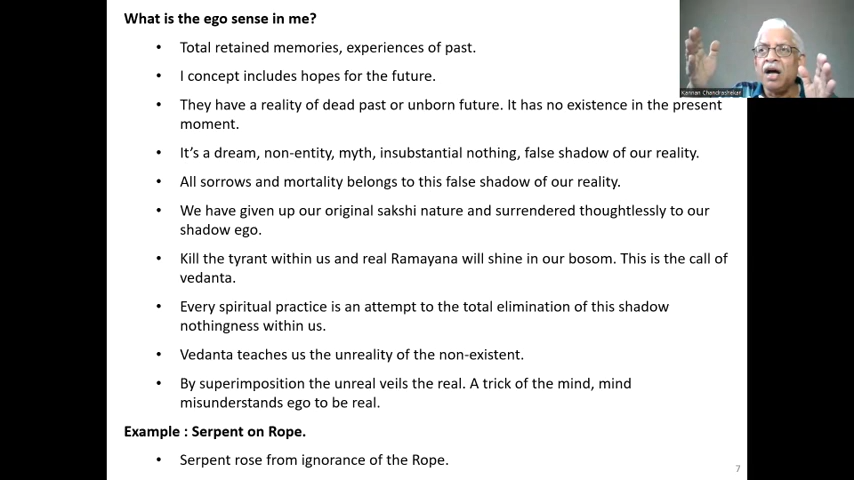 What is the ego sense in me?
• Total retained memories, experiences of past.
• I concept includes hopes for the future.
• They have a reality of dead past or unborn future. It has no existence in the present
moment.
• It’s a dream, non-entity, myth, insubstantial nothing, false shadow of our reality.
• All sorrows and mortality belongs to this false shadow of our reality.
• We have given up our original sakshi nature and surrendered thoughtlessly to our
shadow ego.
• Kill the tyrant within us and real Ramayana will shine in our bosom. This is the call of
vedanta.
• Every spiritual practice is an attempt to the total elimination of this shadow
nothingness within us.
• Vedanta teaches us the unreality of the non-existent.
• By superimposition the unreal veils the real. A trick of the mind, mind
misunderstands ego to be real.
Example : Serpent on Rope.
• Serpent rose from ignorance of the Rope.
7
Kannan Chandrashekar